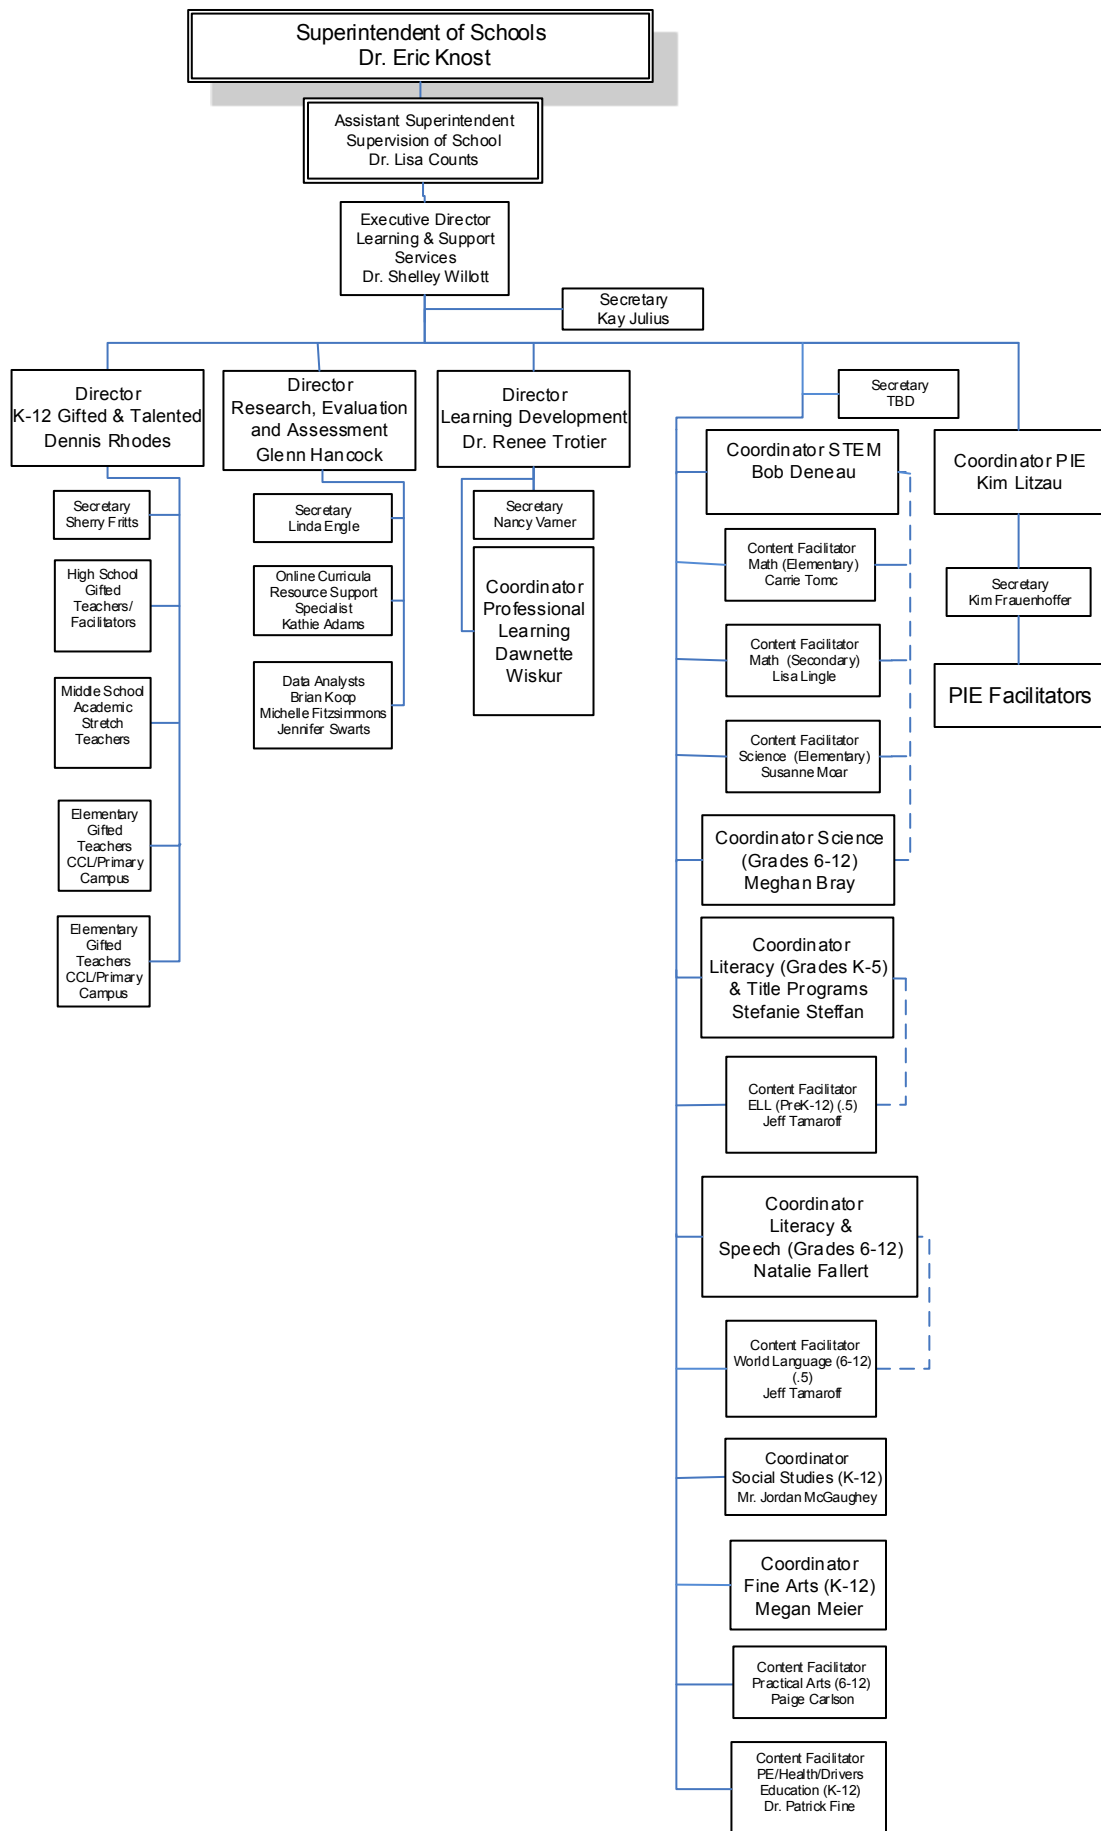 Superintendent of Schools
Dr. Eric Knost
Assistant Superintendent
Supervision of School
Dr. Lisa Counts
Executive Director
Learning & Support
Services
Dr. Shelley Willott
Secretary
Kay Julius
Director
K-12 Gifted & Talented
Dennis Rhodes
Secretary
Sherry Fritts
High School
Gifted
Teachers/
Facilitators
Middle School
Academic
Stretch
Teachers
Elementary
Gifted
Teachers
CCL/Primary
Campus
Elementary
Gifted
Teachers
CCL/Primary
Campus
Director
Research, Evaluation
and Assessment
Glenn Hancock
Secretary
Linda Engle
Online Curricula
Resource Support
Specialist
Kathie Adams
Data Analysts
Brian Koop
Michelle Fitzsimmons
Jennifer Swarts
Director
Learning Development
Dr. Renee Trotier
Secretary
Nancy Varner
Coordinator
Professional
Learning
Dawnette
Wiskur
Secretary
TBD
Coordinator STEM
Bob Deneau
Content Facilitator
Math (Elementary)
Carrie Tomc
Content Facilitator
Math (Secondary)
Lisa Lingle
Content Facilitator
Science (Elementary)
Susanne Moar
Coordinator Science
(Grades 6-12)
Meghan Bray
Coordinator
Literacy (Grades K-5)
& Title Programs
Stefanie Steffan
Content Facilitator
ELL (PreK-12) (.5)
Jeff Tamaroff
Coordinator
Literacy &
Speech (Grades 6-12)
Natalie Fallert
Content Facilitator
World Language (6-12)
(.5)
Jeff Tamaroff
Coordinator
Social Studies (K-12)
Mr. Jordan McGaughey
Coordinator
Fine Arts (K-12)
Megan Meier
Content Facilitator
Practical Arts (6-12)
Paige Carlson
Content Facilitator
PE/Health/Drivers
Education (K-12)
Dr. Patrick Fine
Coordinator PIE
Kim Litzau
Secretary
Kim Frauenhoffer
PIE Facilitators